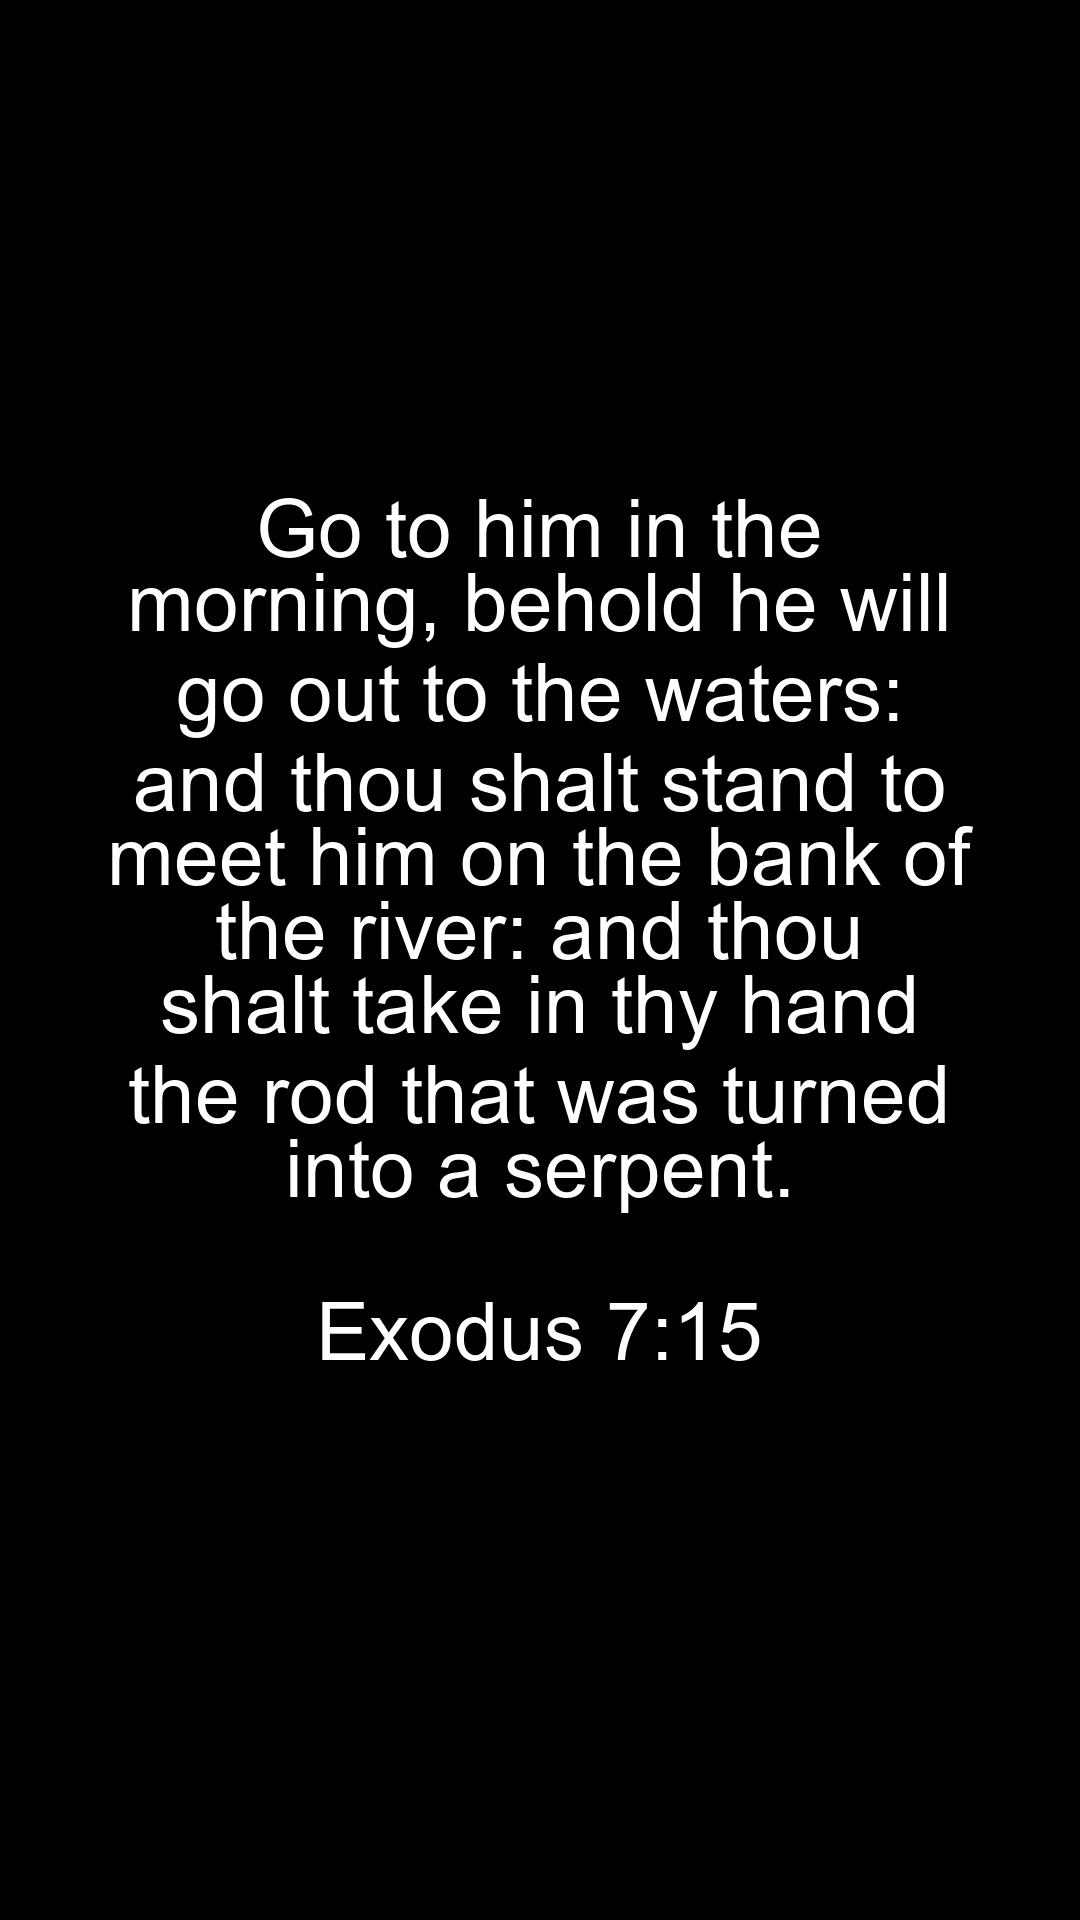 Go to him in the
morning, behold he will
go out to the waters:
and thou shalt stand to
meet him on the bank of
the river: and thou
shalt take in thy hand
the rod that was turned
into a serpent.
Exodus 7:15